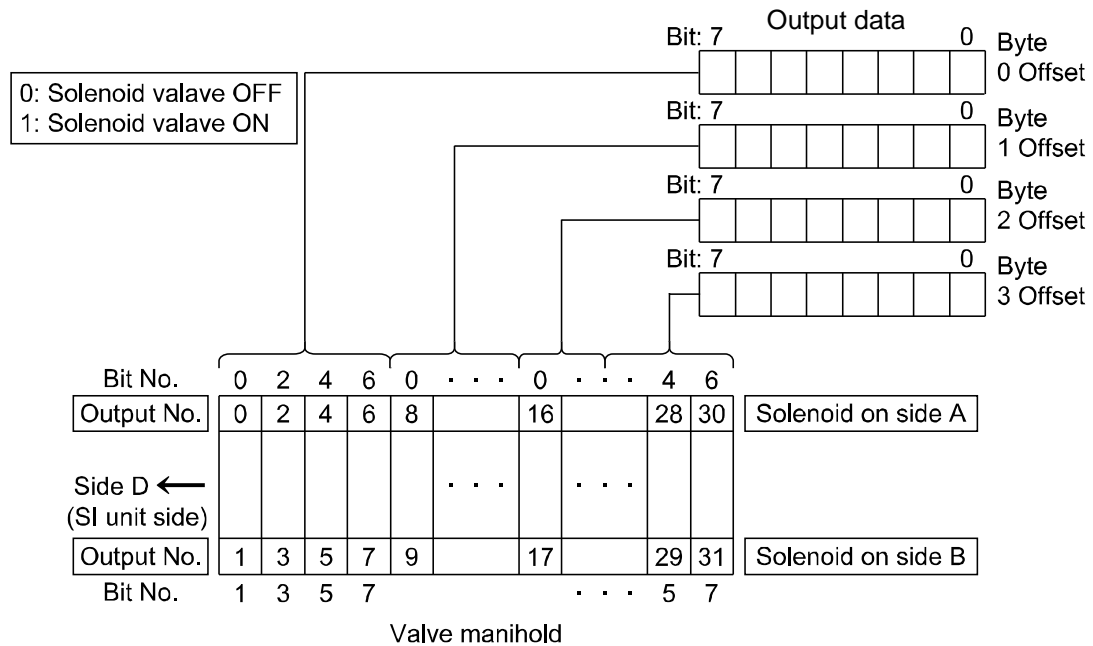 Output data
Bit: 7 0 Byte
0 Offset
0: Solenoid valave OFF
1: Solenoid valave ON
Bit: 7 0 Byte
1 Offset
Bit: 7 0 Byte
2 Offset
Bit: 7 0 Byte
3 Offset
Bit No. 0 2 4 6 0 · · · 0 · · · 4 6
Output No. 0 2 4 6 8 16 28 30 Solenoid on side A
Side D ← · · · · · ·
(SI unit side)
Output No. 1 3 5 7 9 17 29 31 Solenoid on side B
Bit No. 1 3 5 7 · · · 5 7
Valve manihold